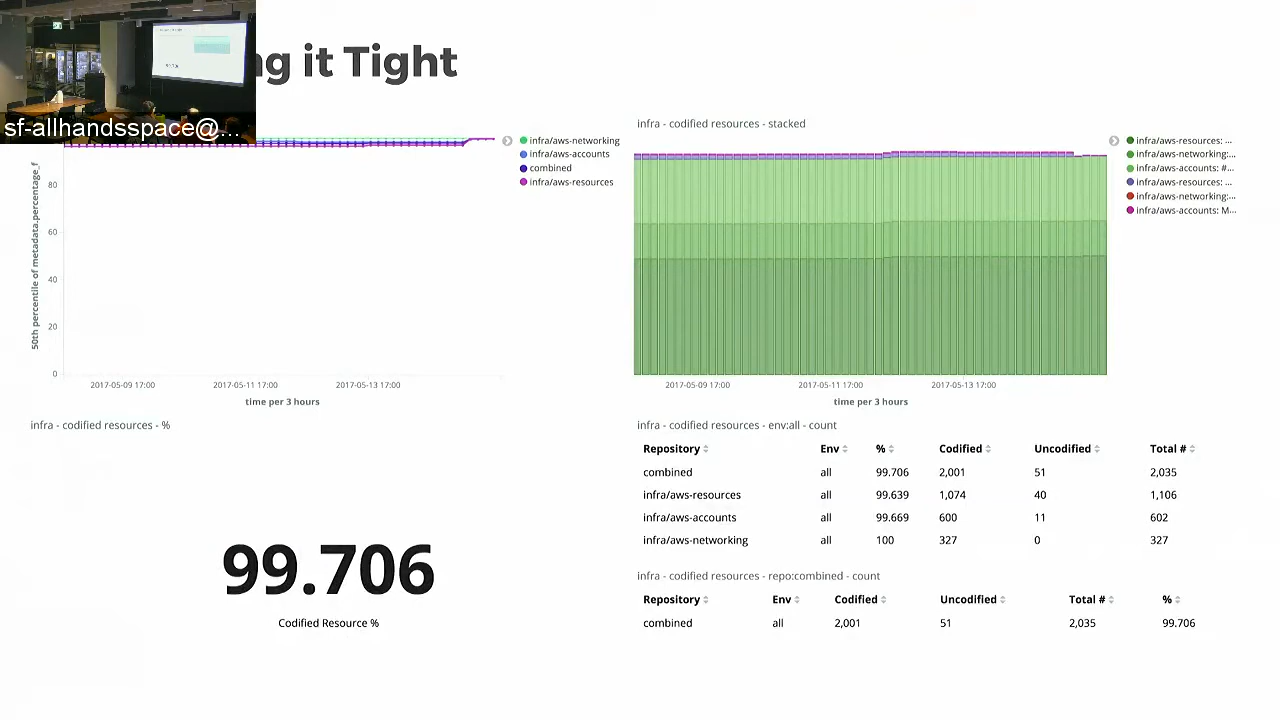 ng it Tight
sf-allhandsspace@...
infra/aws-networking
infra/aws-accounts
combined
infra/aws-resources
50th percentile of metadata.percentage_f
80
60
40
20
0
2017-05-09 17:00
2017-05-11 17:00
2017-05-13 17:00
time per 3 hours
infra - codified resources - stacked
infra/aws-resources: ...
infra/aws-networking:...
infra/aws-accounts: #...
infra/aws-resources: ...
infra/aws-networking:...
infra/aws-accounts: M...
2017-05-09 17:00
2017-05-11 17:00
2017-05-13 17:00
time per 3 hours
infra - codified resources - %
99.706
Codified Resource %
infra - codified resources - env:all - count
Repository Env % Codified Uncodified Total #
combined all 99.706 2,001 51 2,035
infra/aws-resources all 99.639 1,074 40 1,106
infra/aws-accounts all 99.669 600 11 602
infra/aws-networking all 100 327 0 327
infra - codified resources - repo:combined - count
Repository Env Codified Uncodified Total # %
combined all 2,001 51 2,035 99.706